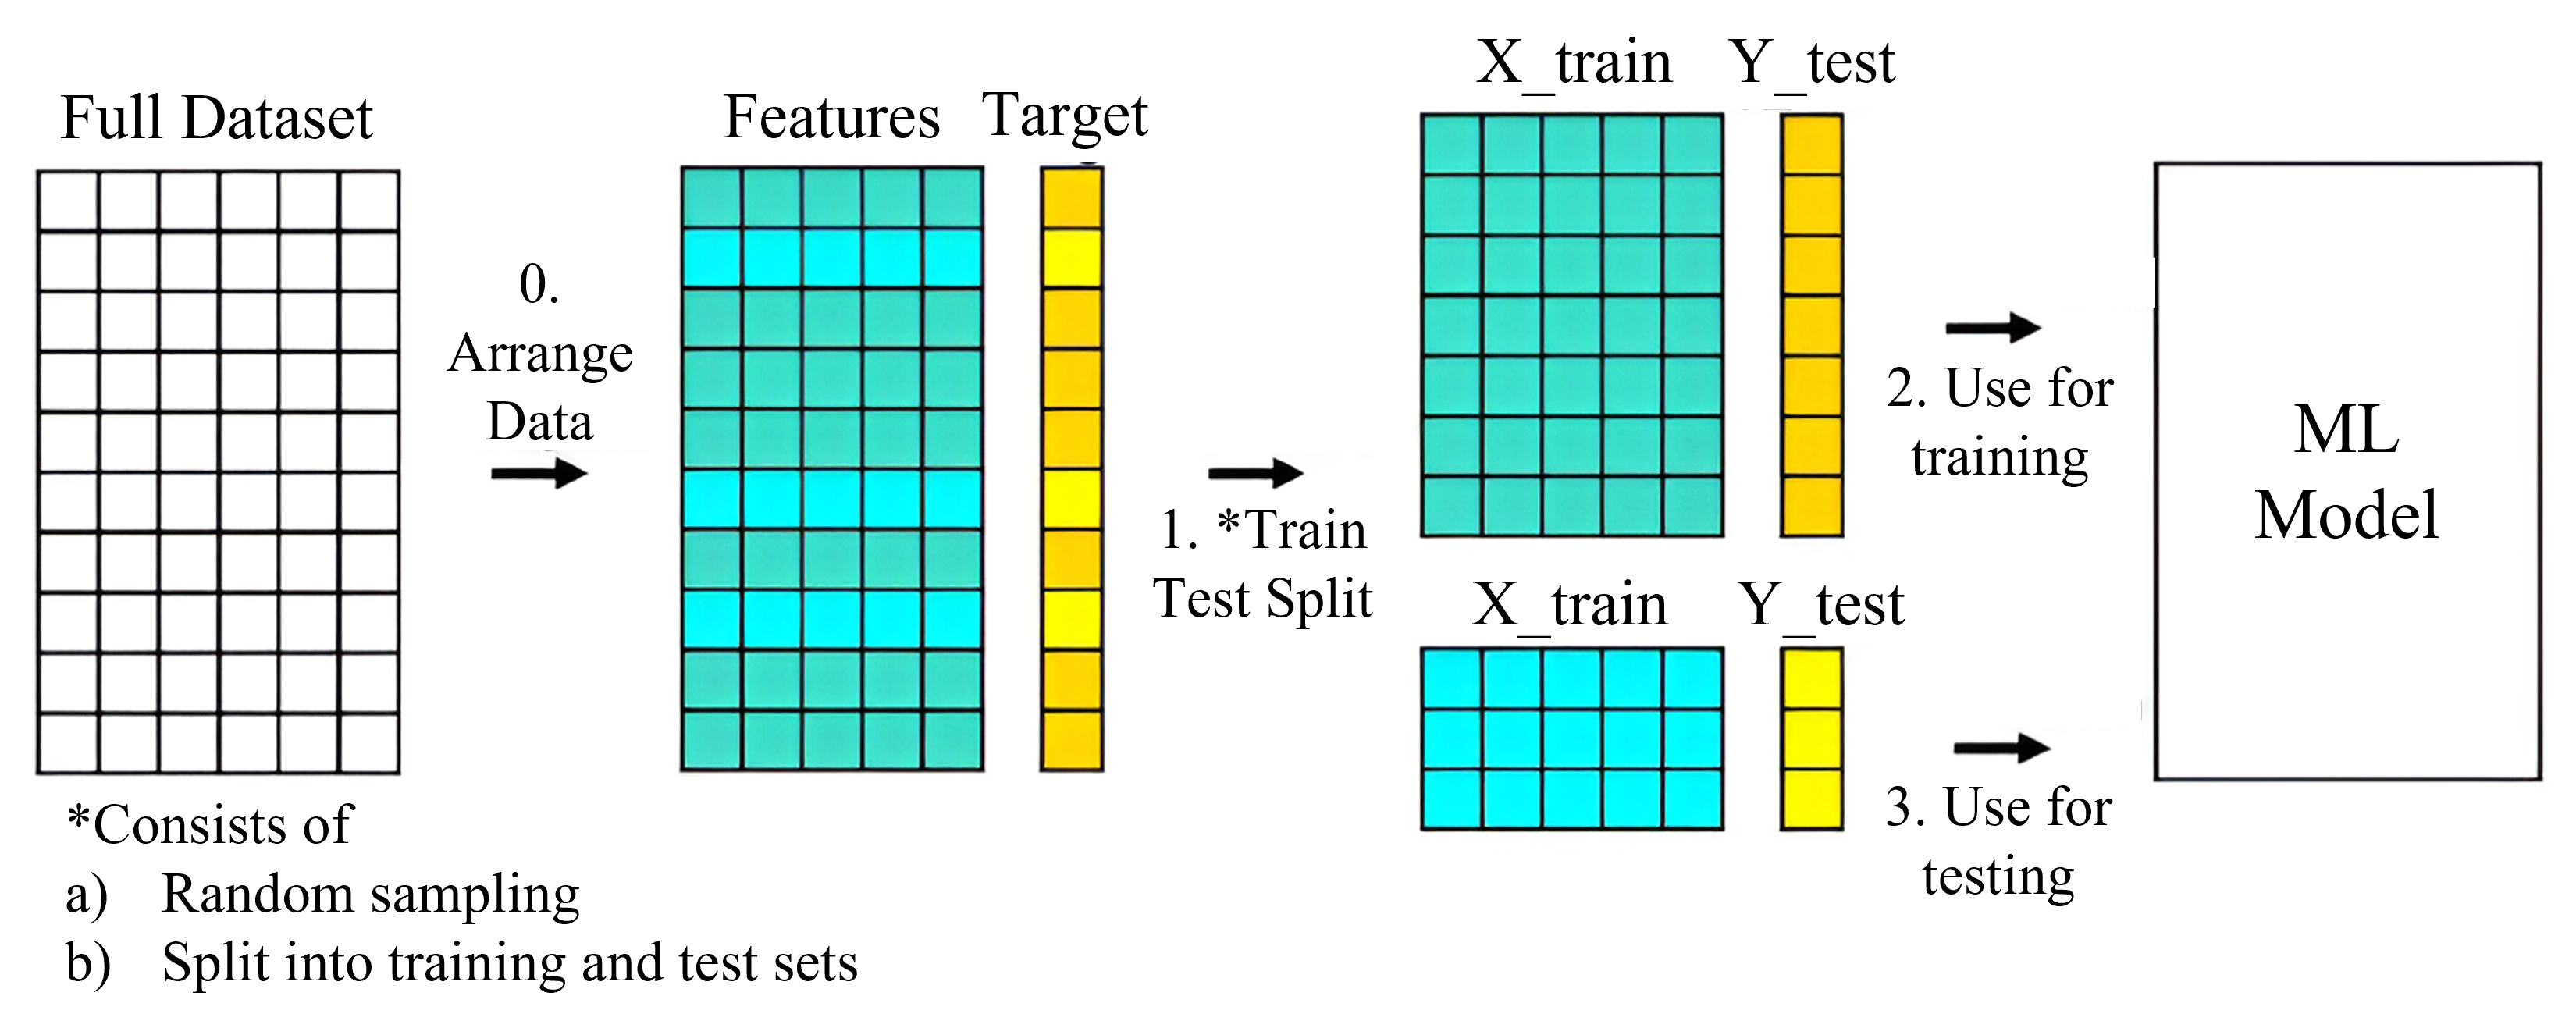 Full Dataset
0.
Arrange
Data
Features
Target
1. *Train
Test Split
X_train
Y_test
2. Use for
training
X_train
Y_test
3. Use for
testing
ML
Model
*Consists of
a) Random sampling
b) Split into training and test sets